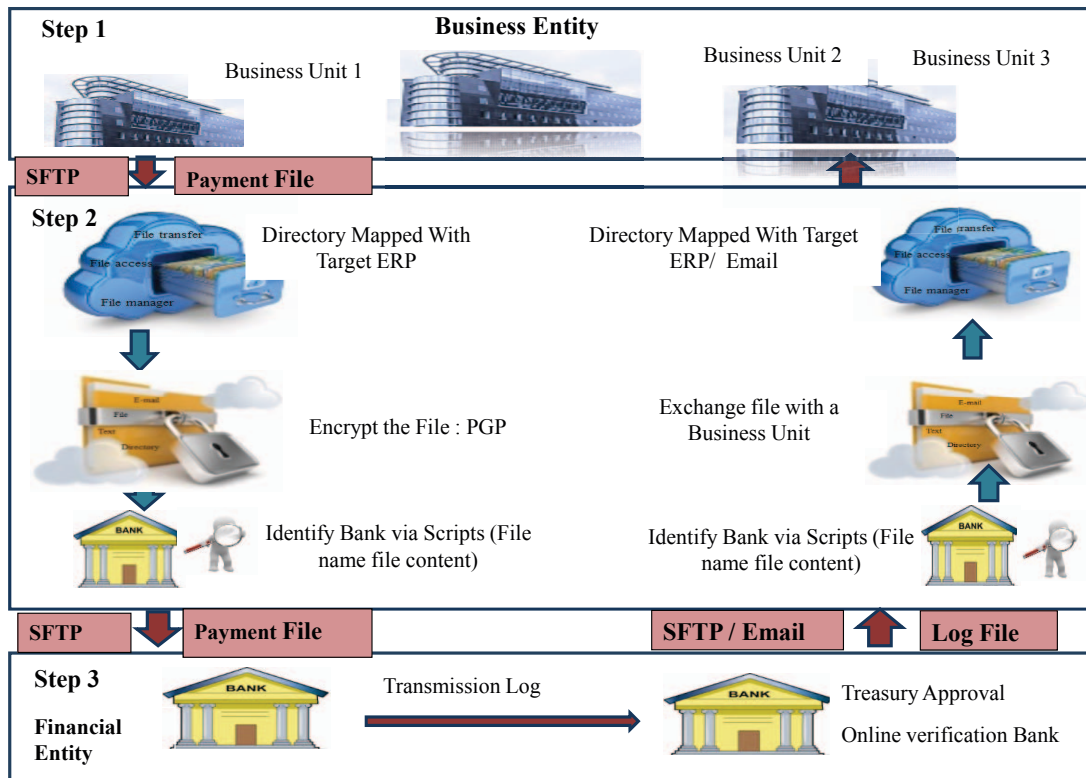 Step 1
Business Entity
Business Unit 1
Business Unit 2
Business Unit 3
SFTP
Payment File
Step 2
File transfer
File access
File manager
Directory Mapped With
Target ERP
Directory Mapped With Target
ERP/ Email
File transfer
File access
File manager
E-mail
File
Text
Directory
Encrypt the File : PGP
Exchange file with a
Business Unit
E-mail
File
Text
Directory
BANK
Identify Bank via Scripts (File
name file content)
Identify Bank via Scripts (File
name file content)
BANK
SFTP
Payment File
SFTP / Email
Log File
Step 3
Financial
Entity
BANK
Transmission Log
BANK
Treasury Approval
Online verification Bank